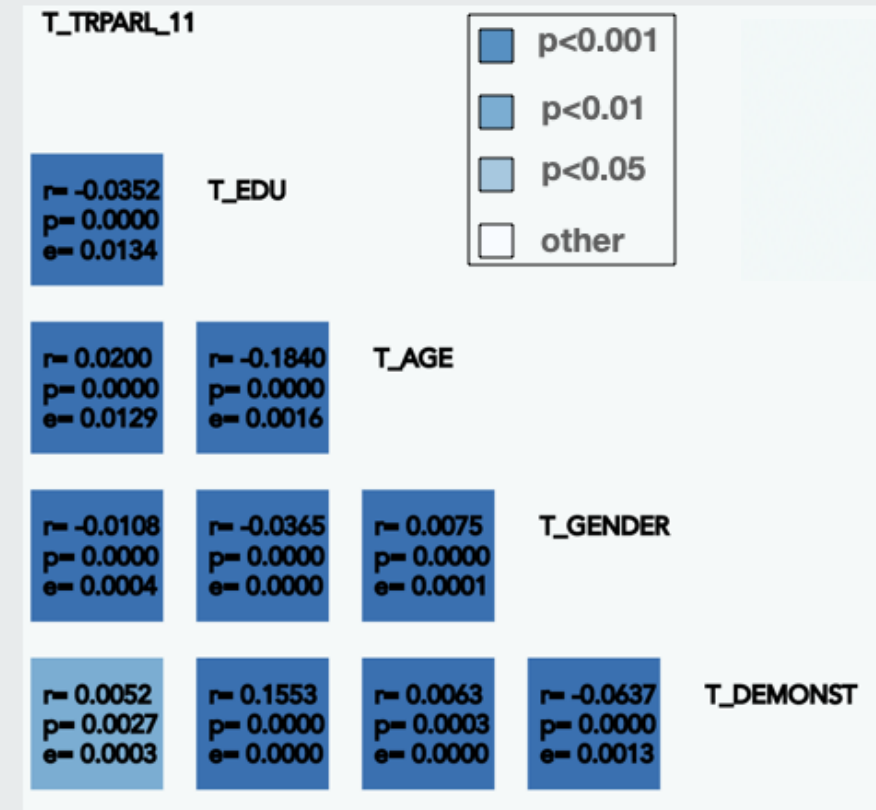 T_TRPARL_11
p<0.001
p<0.01
p<0.05
other
r= -0.0352
p= 0.0000
e= 0.0134
T_EDU
r= 0.0200
p= 0.0000
e= 0.0129
r= -0.1840
p= 0.0000
e= 0.0016
T_AGE
r= -0.0108
p= 0.0000
e= 0.0004
r= -0.0365
p= 0.0000
e= 0.0000
r= 0.0075
p= 0.0000
e= 0.0001
T_GENDER
r= 0.0052
p= 0.0027
e= 0.0003
r= 0.1553
p= 0.0000
e= 0.0000
r= 0.0063
p= 0.0003
e= 0.0000
r= -0.0637
p= 0.0000
e= 0.0013
T_DEMONST